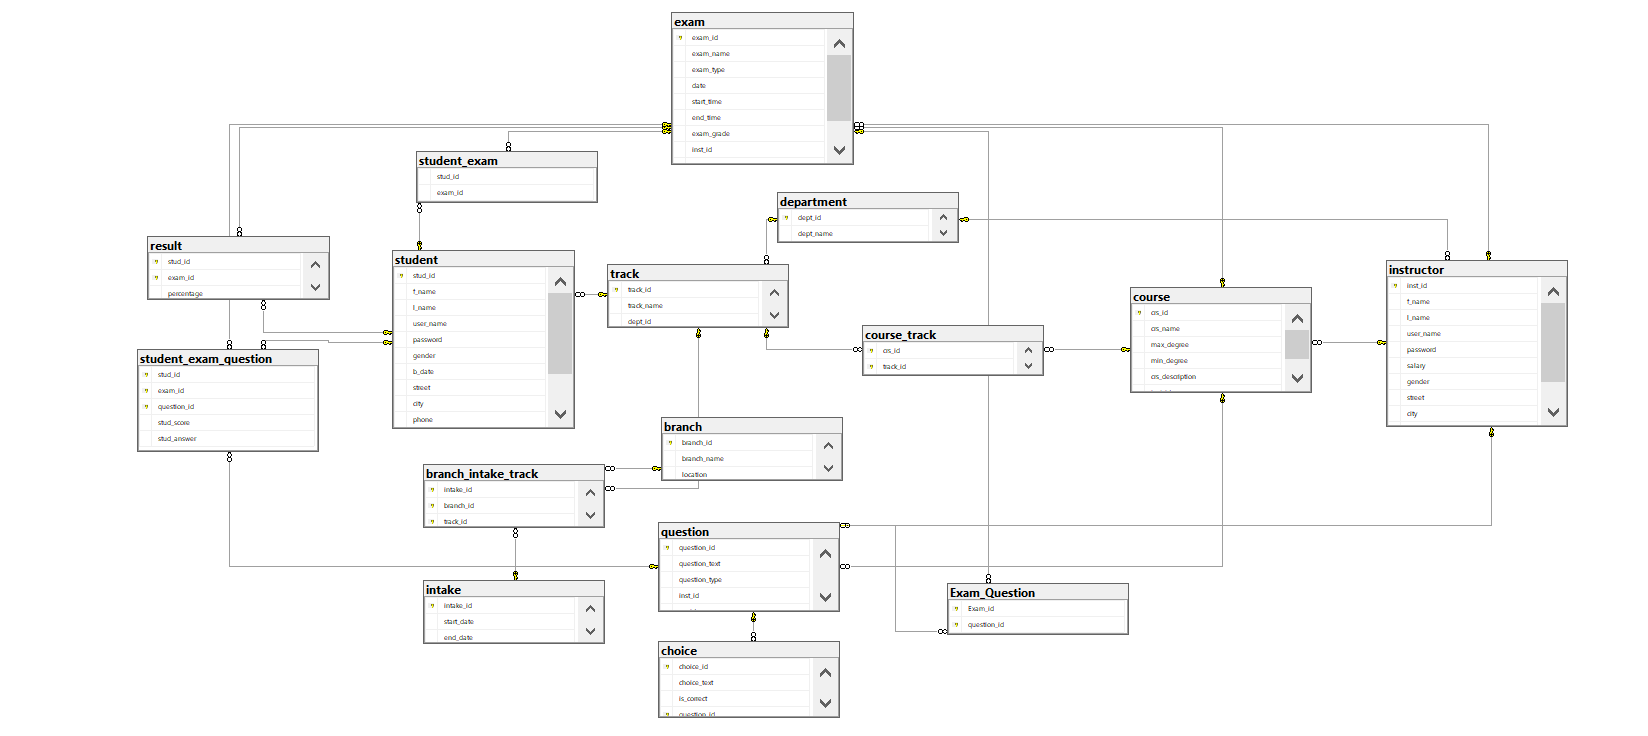 exam
exam_id
exam_name
exam_type
date
start_time
end_time
exam_grade
inst_id
student_exam
stud_id
exam_id
department
dept_id
dept_name
result
stud_id
exam_id
percentage
student
stud_id
f_name
l_name
user_name
password
gender
b_date
street
city
phone
track
track_id
track_name
dept_id
instructor
inst_id
f_name
l_name
user_name
password
salary
gender
street
city
course
crs_id
crs_name
max_degree
min_degree
crs_description
course_track
crs_id
track_id
student_exam_question
stud_id
exam_id
question_id
stud_score
stud_answer
branch
branch_id
branch_name
location
branch_intake_track
intake_id
branch_id
track_id
question
question_id
question_text
question_type
inst_id
intake
intake_id
start_date
end_date
Exam_Question
Exam_id
question_id
choice
choice_id
choice_text
is_correct
question_id